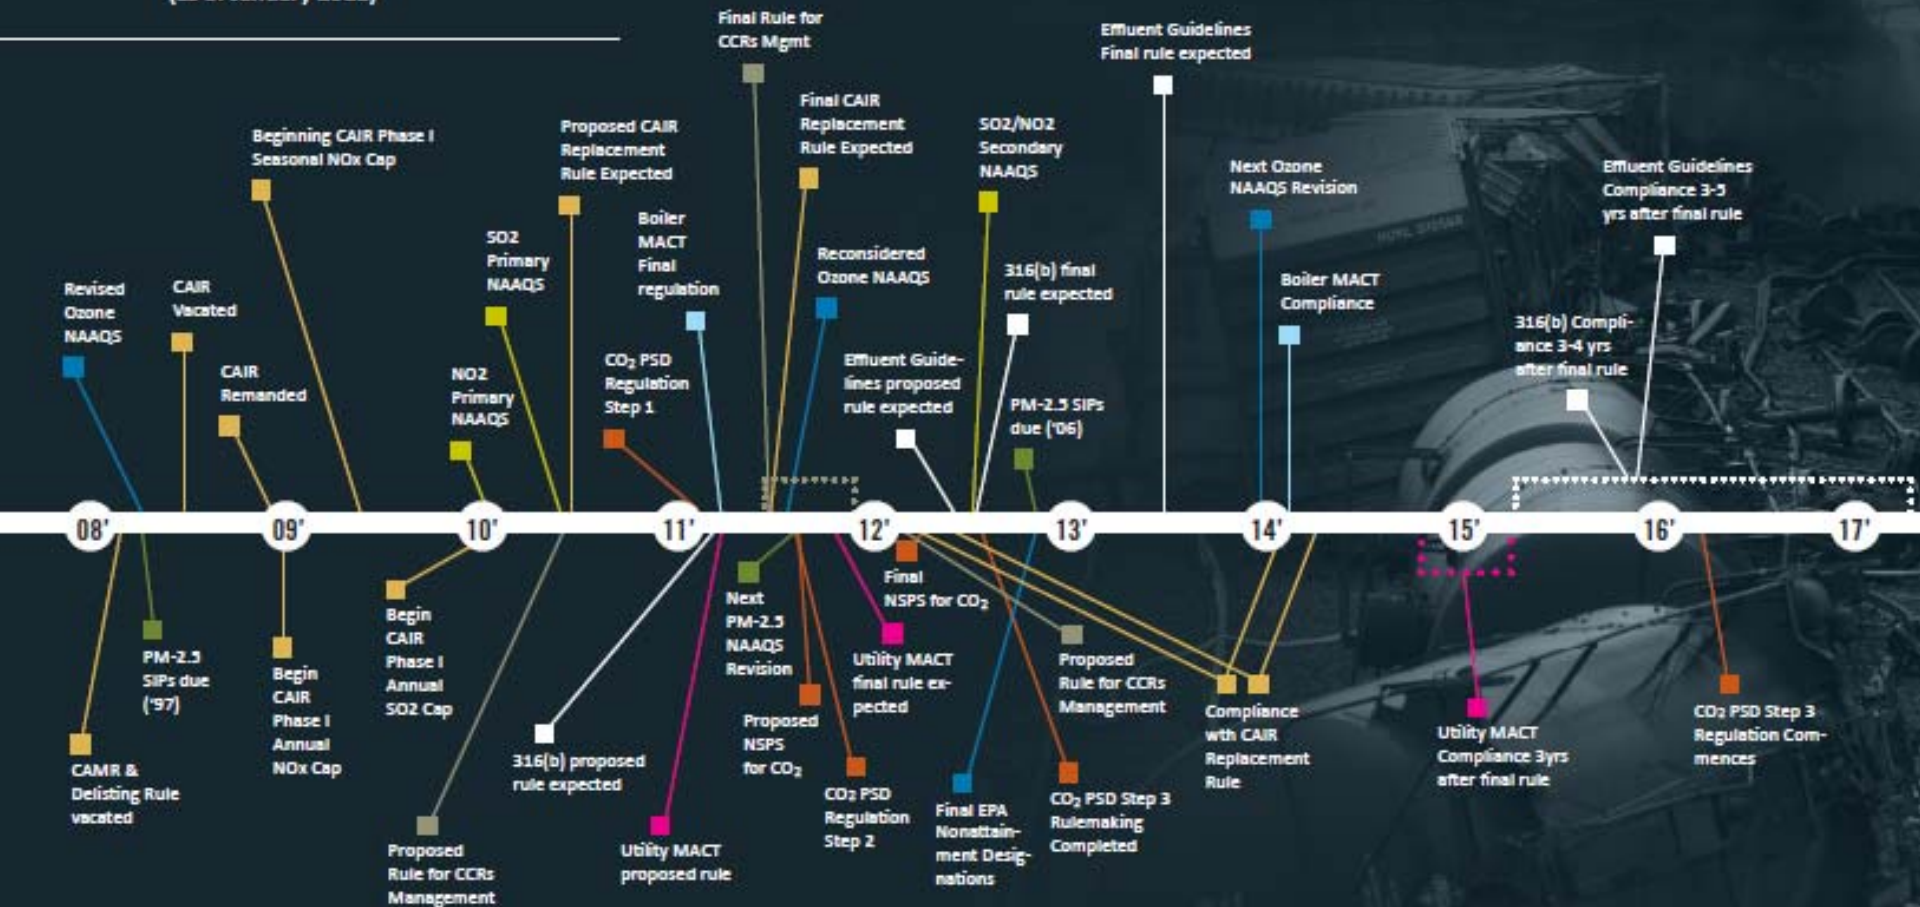 Final Rule for
CCRs Mgmt
Effluent Guidelines
Final rule expected
Beginning CAIR Phase I
Seasonal NOx Cap
Proposed CAIR
Replacement
Rule Expected
Final CAIR
Replacement
Rule Expected
SO2/NO2
Secondary
NAAQS
Next Ozone
NAAQS Revision
Effluent Guidelines
Compliance 3-5
yrs after final rule
Revised
Ozone
NAAQS
CAIR
Vacated
SO2
Primary
NAAQS
Boiler
MACT
Final
regulation
Reconsidered
Ozone NAAQS
316(b) final
rule expected
Boiler MACT
Compliance
316(b) Compli-
ance 3-4 yrs
after final rule
CAIR
Remanded
NO2
Primary
NAAQS
CO2 PSD
Regulation
Step 1
Effluent Guide-
lines proposed
rule expected
PM-2.5 SIPs
due ('06)
08' 09' 10' 11' 12' 13' 14' 15' 16' 17'
CAMR &
Delisting Rule
vacated
PM-2.5
SIPs due
('97)
Begin
CAIR
Phase I
Annual
NOx Cap
Begin
CAIR
Phase I
Annual
SO2 Cap
Proposed
Rule for CCRs
Management
316(b) proposed
rule expected
Utility MACT
proposed rule
Next
PM-2.5
NAAQS
Revision
Proposed
NSPS
for CO2
CO2 PSD
Regulation
Step 2
Utility MACT
final rule ex-
pected
Final
NSPS for CO2
Final EPA
Nonattain-
ment Desig-
nations
CO2 PSD Step 3
Rulemaking
Completed
Proposed
Rule for CCRs
Management
Compliance
wth CAIR
Replacement
Rule
Utility MACT
Compliance 3yrs
after final rule
CO2 PSD Step 3
Regulation Com-
mences